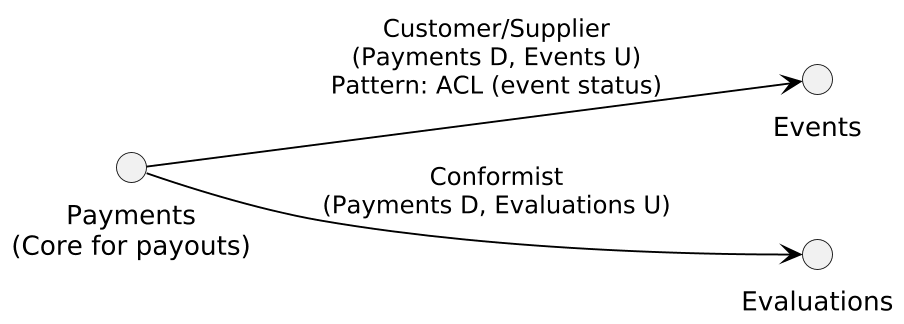 Customer/Supplier
(Payments D, Events U)
Pattern: ACL (event status)
Events
Conformist
(Payments D, Evaluations U)
Payments
(Core for payouts)
Evaluations